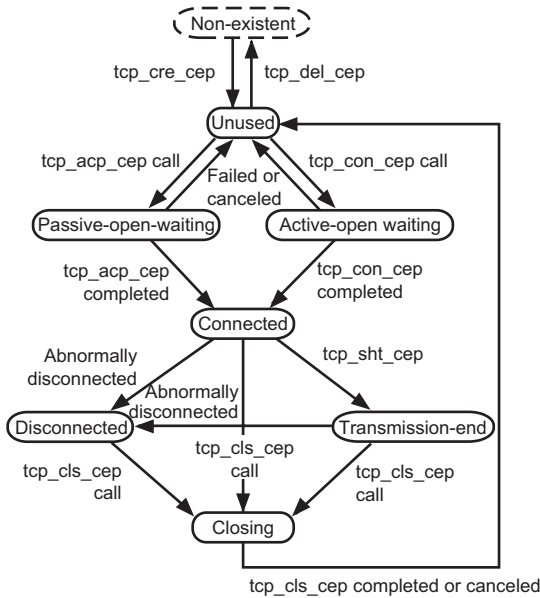 Non-existent
tcp_cre_cep
tcp_del_cep
Unused
tcp_acp_cep call
tcp_con_cep call
Failed or
canceled
Passive-open-waiting
Active-open waiting
tcp_acp_cep
completed
tcp_con_cep
completed
Connected
Abnormally
disconnected
tcp_sht_cep
Abnormally
disconnected
Disconnected
Transmission-end
tcp_cls_cep
call
tcp_cls_cep
call
tcp_cls_cep
call
Closing
tcp_cls_cep completed or canceled